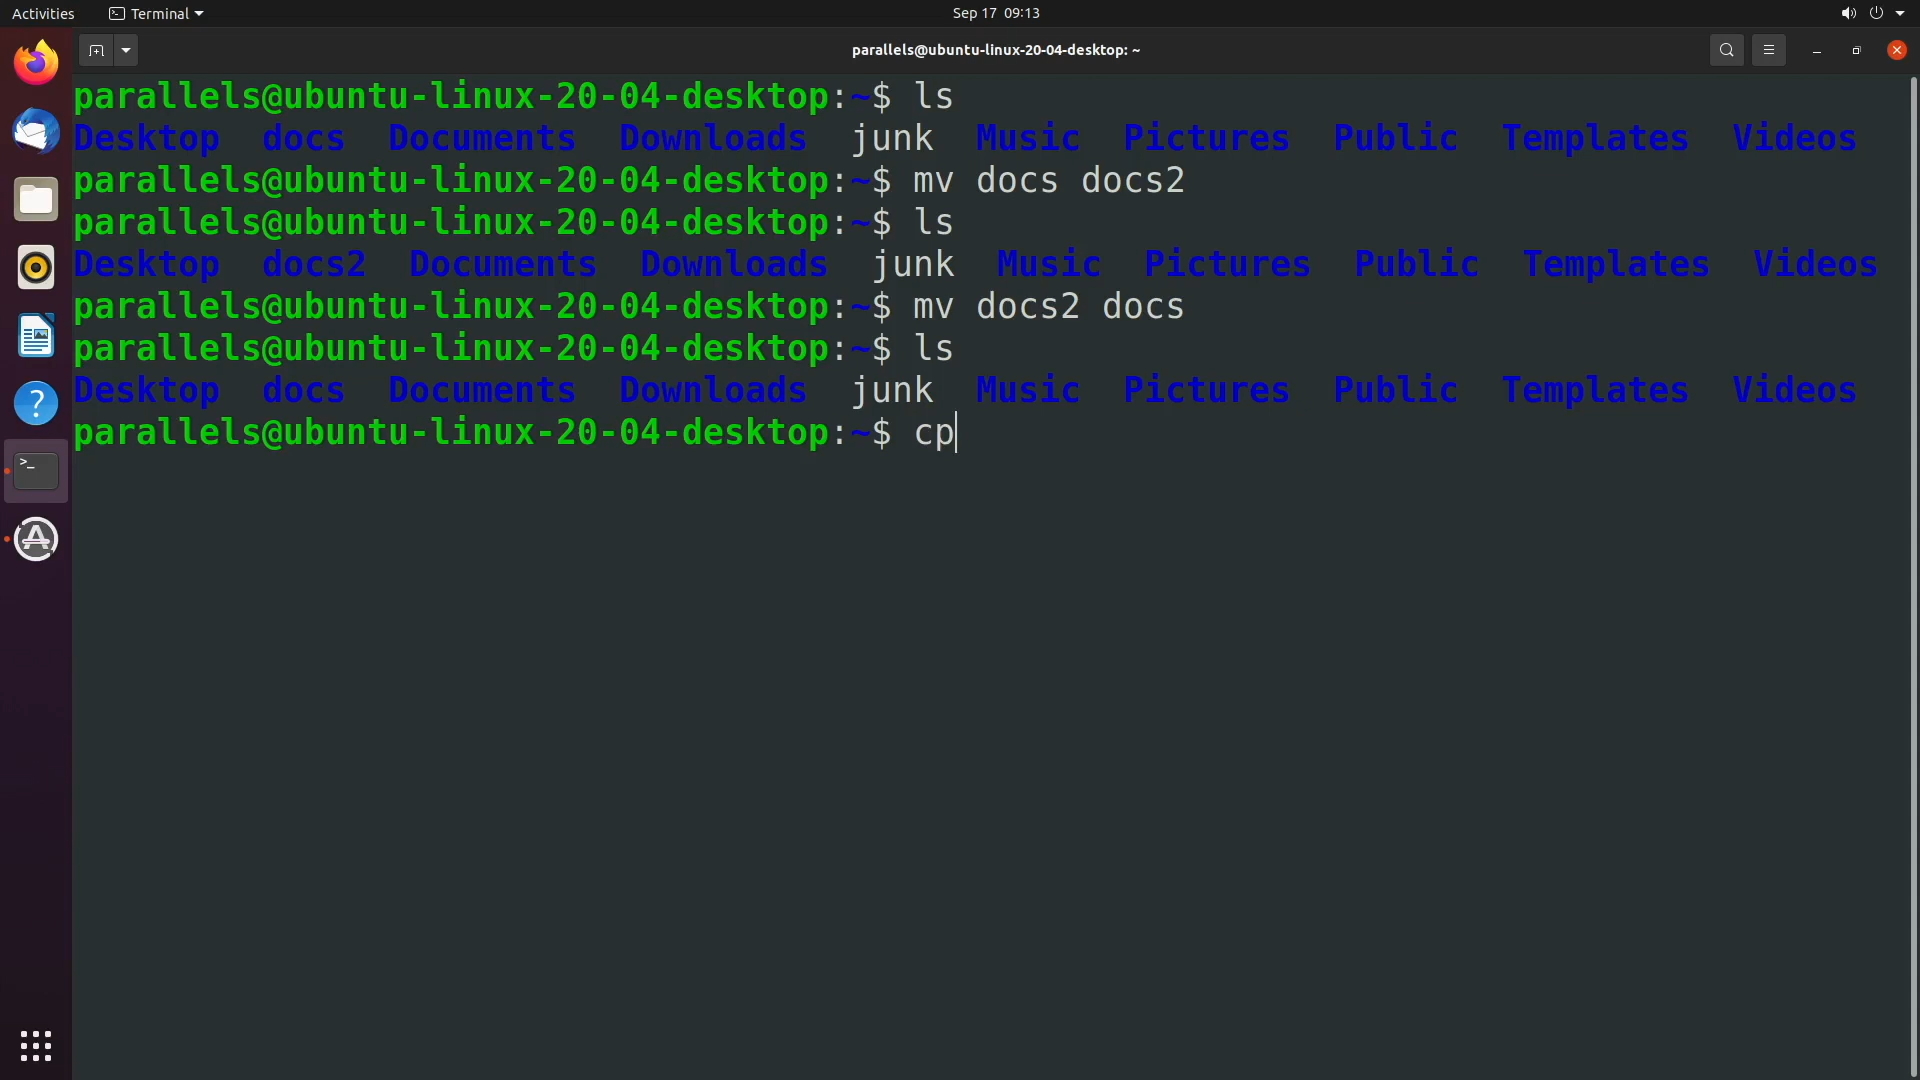 Activities Terminal Sep 17 09:13
parallels@ubuntu-linux-20-04-desktop: ~
parallels@ubuntu-linux-20-04-desktop:~$ ls
Desktop docs Documents Downloads junk Music Pictures Public Templates Videos
parallels@ubuntu-linux-20-04-desktop:~$ mv docs docs2
parallels@ubuntu-linux-20-04-desktop:~$ ls
Desktop docs2 Documents Downloads junk Music Pictures Public Templates Videos
parallels@ubuntu-linux-20-04-desktop:~$ mv docs2 docs
parallels@ubuntu-linux-20-04-desktop:~$ ls
Desktop docs Documents Downloads junk Music Pictures Public Templates Videos
parallels@ubuntu-linux-20-04-desktop:~$ cp